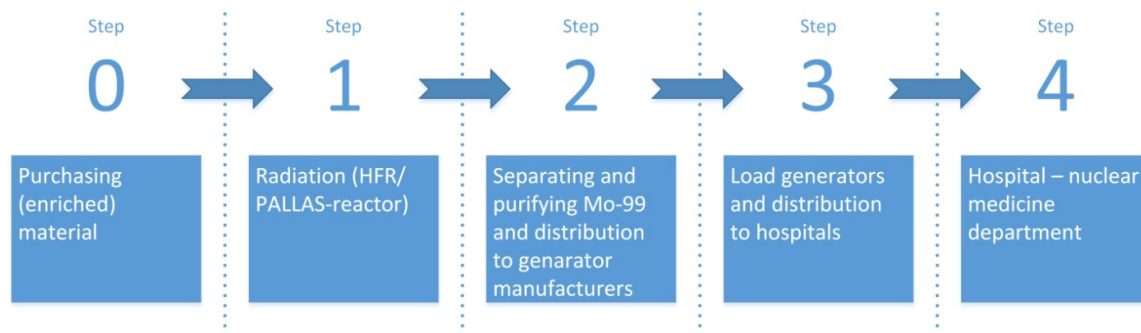 Step
0
Purchasing
(enriched)
material
Step
1
Radiation (HFR/
PALLAS-reactor)
Step
2
Separating and
purifying Mo-99
and distribution
to genarator
manufacturers
Step
3
Load generators
and distribution
to hospitals
Step
4
Hospital – nuclear
medicine
department